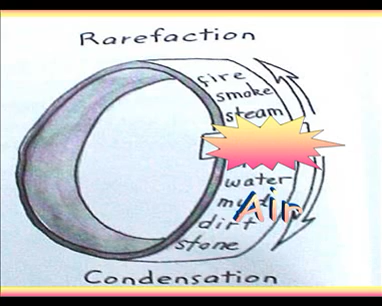 Rarefaction
fire
smoke
steam
water
Air
dirt
stone
Condensation